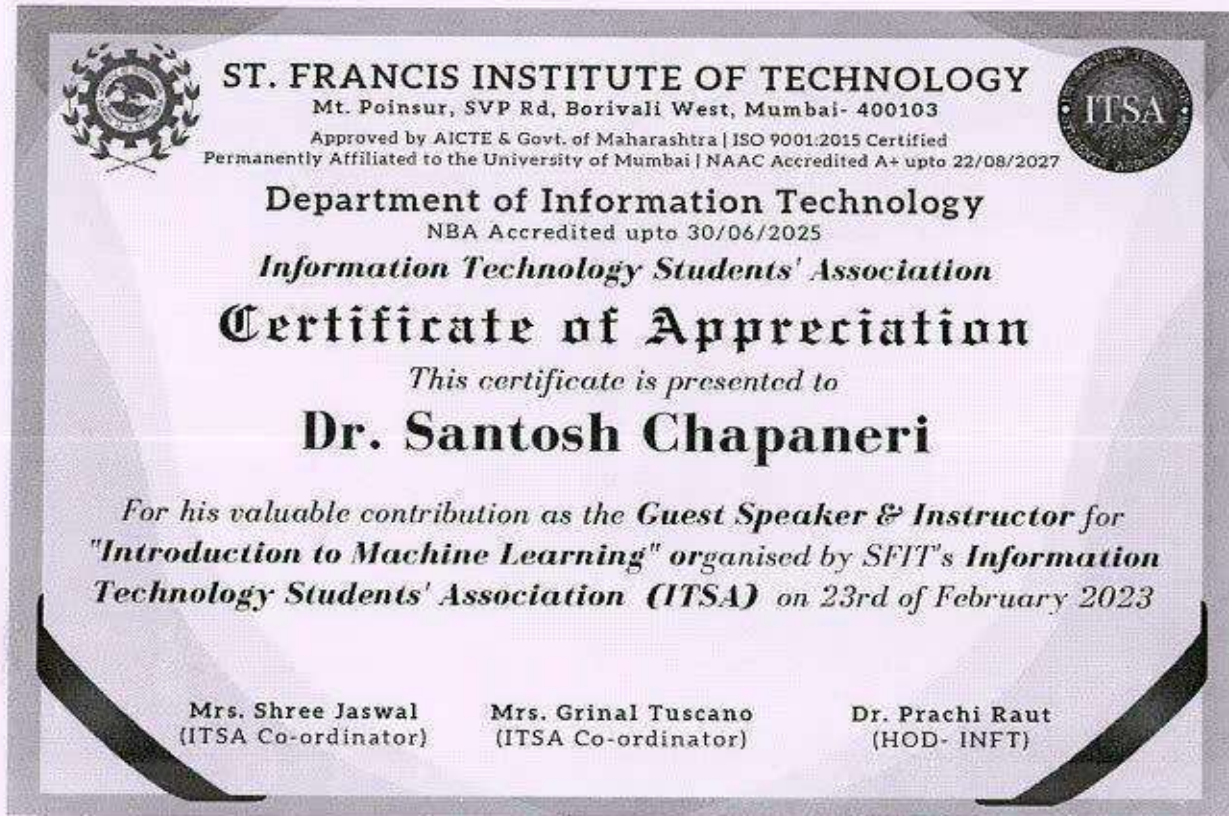 ST. FRANCIS INSTITUTE OF TECHNOLOGY
Mt. Poinsur, SVP Rd, Borivali West, Mumbai- 400103
Approved by AICTE & Govt. of Maharashtra | ISO 9001:2015 Certified
Permanently Affiliated to the University of Mumbai | NAAC Accredited A+ upto 22/08/2027
ITSA
Department of Information Technology
NBA Accredited upto 30/06/2025
Information Technology Students' Association
Certificate of Appreciation
This certificate is presented to
Dr. Santosh Chapaneri
For his valuable contribution as the Guest Speaker & Instructor for
"Introduction to Machine Learning" organised by SFIT's Information
Technology Students' Association (ITSA) on 23rd of February 2023
Mrs. Shree Jaswal
(ITSA Co-ordinator)
Mrs. Grinal Tuscano
(ITSA Co-ordinator)
Dr. Prachi Raut
(HOD- INFT)